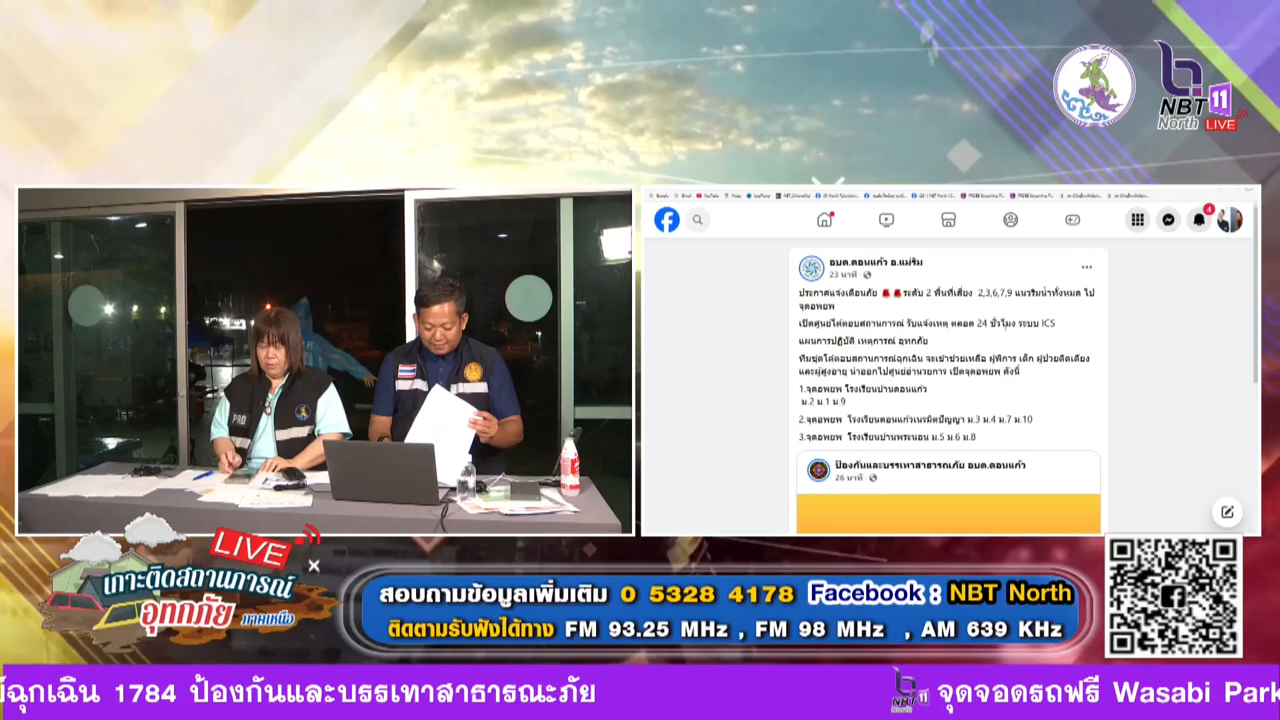 NBT 11
North LIVE
อบต.ดอนแก้ว อ.แม่ริม
23 นาที
ประกาศแจ้งเตือนภัย 🚨🚨ระดับ 2 พื้นที่เสี่ยง 2,3,6,7,9 แนวริมน้ำทั้งหมด ไป
จุดอพยพ
เปิดศูนย์โต้ตอบสถานการณ์ รับแจ้งเหตุ ตลอด 24 ชั่วโมง ระบบ ICS
แผนการปฏิบัติ เหตุการณ์ อุทกภัย
ทีมชุดโต้ตอบสถานการณ์ฉุกเฉิน จะเข้าช่วยเหลือ ผู้พิการ เด็ก ผู้ป่วยติดเตียง
และผู้สูงอายุ นำออกไปศูนย์อำนวยการ เปิดจุดอพยพ ดังนี้
1.จุดอพยพ โรงเรียนบ้านดอนแก้ว
ม.2 ม.1 ม.9
2.จุดอพยพ โรงเรียนดอนแก้วเนรมิตปัญญา ม.3 ม.4 ม.7 ม.10
3.จุดอพยพ โรงเรียนบ้านพระนอน ม.5 ม.6 ม.8
ป้องกันและบรรเทาสาธารณภัย อบต.ดอนแก้ว
26 นาที
4
PRD
LIVE
เกาะติดสถานการณ์
อุทกภัย ภาคเหนือ
สอบถามข้อมูลเพิ่มเติม 0 5328 4178 Facebook : NBT North
ติดตามรับฟังได้ทาง FM 93.25 MHz , FM 98 MHz , AM 639 KHz
ฉุกเฉิน 1784 ป้องกันและบรรเทาสาธารณะภัย
NBT 11 North จุดจอดรถฟรี Wasabi Park